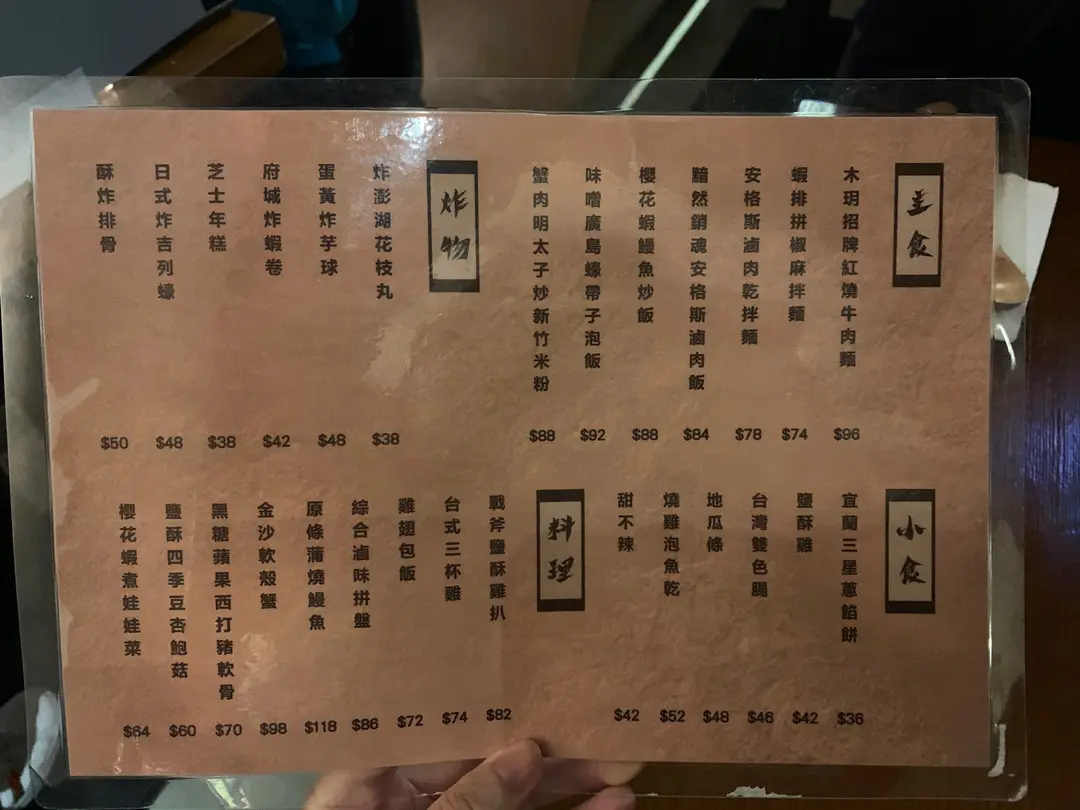 主食
木玥招牌紅燒牛肉麵 $96
蝦排拼椒麻拌麵 $74
安格斯滷肉乾拌麵 $78
黯然銷魂安格斯滷肉飯 $84
櫻花蝦鰻魚炒飯 $88
味噌廣島蠔帶子泡飯 $92
蟹肉明太子炒新竹米粉 $88
炸物
炸澎湖花枝丸 $38
蛋黃炸芋球 $48
府城炸蝦卷 $42
芝士年糕 $38
日式炸吉列蠔 $48
酥炸排骨 $50
小食
宜蘭三星蔥餡餅 $36
鹽酥雞 $42
台灣雙色腸 $46
地瓜條 $48
燒雞泡魚乾 $52
甜不辣 $42
料理
戰斧鹽酥雞扒 $82
台式三杯雞 $74
雞翅包飯 $72
綜合滷味拼盤 $86
原條蒲燒鰻魚 $118
金沙軟殼蟹 $98
黑糖蘋果西打豬軟骨 $70
鹽酥四季豆杏鮑菇 $60
櫻花蝦煮娃娃菜 $64